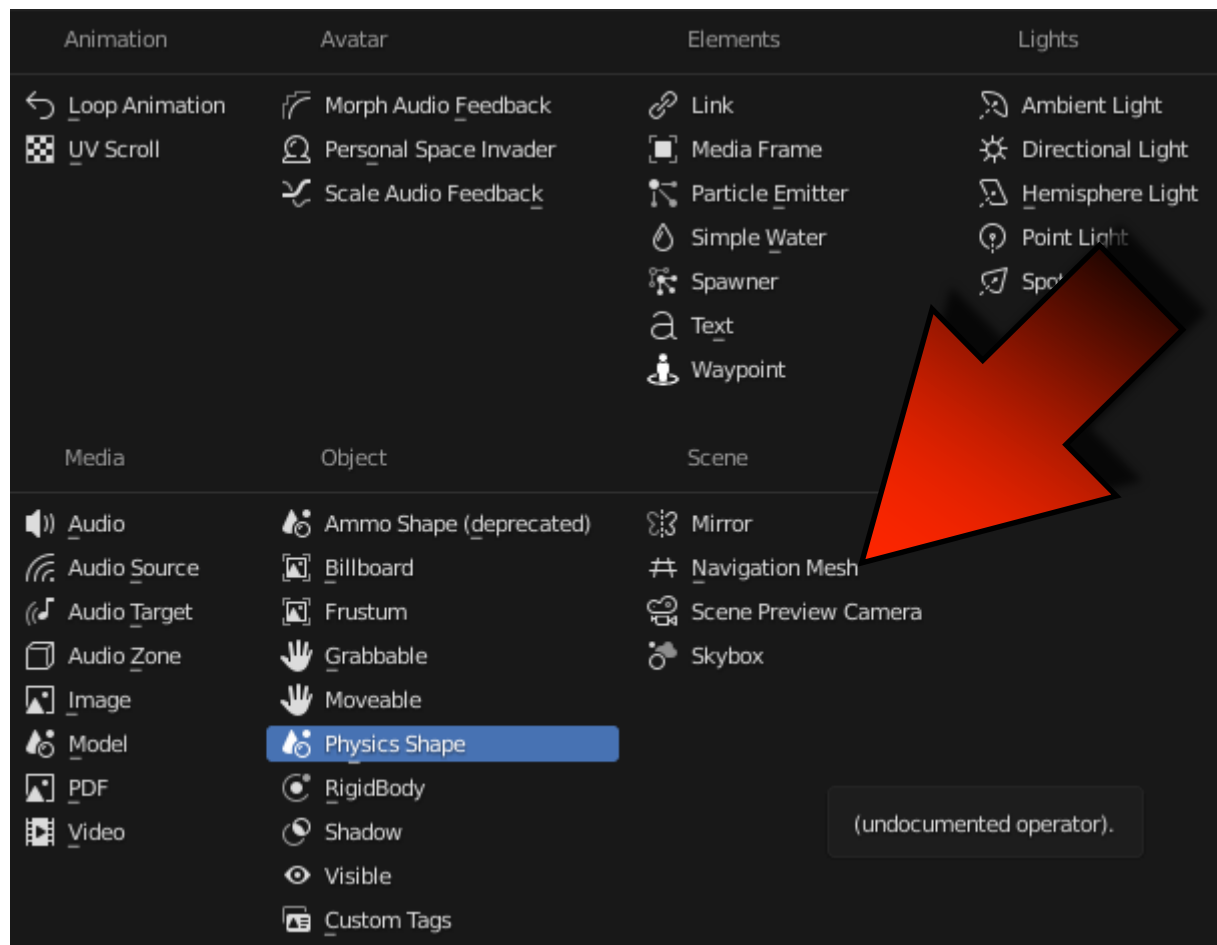 Animation
Loop Animation
UV Scroll
Avatar
Morph Audio Feedback
Personal Space Invader
Scale Audio Feedback
Elements
Link
Media Frame
Particle Emitter
Simple Water
Spawner
Text
Waypoint
Lights
Ambient Light
Directional Light
Hemisphere Light
Point Light
Media
Audio
Audio Source
Audio Target
Audio Zone
Image
Model
PDF
Video
Object
Ammo Shape (deprecated)
Billboard
Frustum
Grabbable
Moveable
Physics Shape
RigidBody
Shadow
Visible
Custom Tags
Scene
Mirror
Navigation Mesh
Scene Preview Camera
Skybox
(undocumented operator).